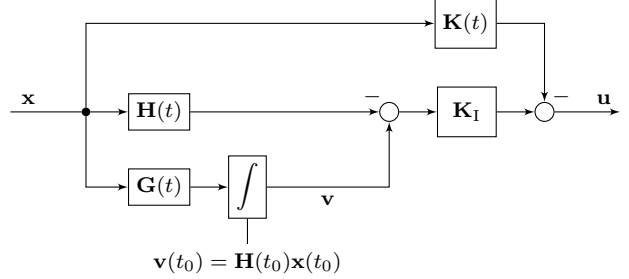 K(t)
x
H(t)
−
K_I
−
u
G(t)
∫
v
v(t₀) = H(t₀)x(t₀)